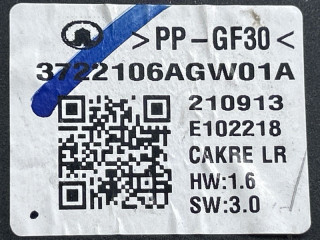 >PP-GF30<
3722106AGW01A
210913
E102218
CAKRE LR
HW:1.6
SW:3.0